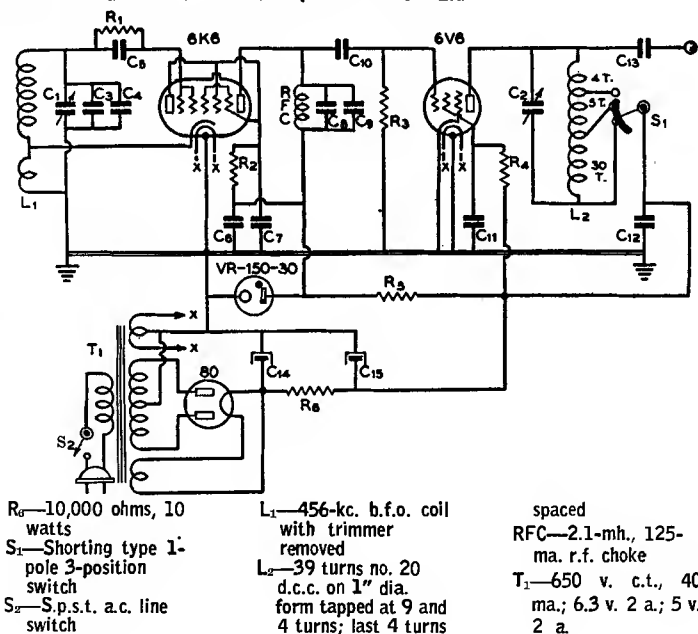 R1
6K6
6V6
C5
C10
C13
C1
C3
C4
RFC
C8
C9
R3
C2
4 T.
5 T.
30 T.
S1
R2
R4
X X
X X
L1
L2
C6
C7
C11
C12
VR-150-30
R5
X
X
T1
80
C14
C15
R6
S2
R6—10,000 ohms, 10
watts
S1—Shorting type 1-
pole 3-position
switch
S2—S.p.s.t. a.c. line
switch
L1—456-kc. b.f.o. coil
with trimmer
removed
L2—39 turns no. 20
d.c.c. on 1" dia.
form tapped at 9 and
4 turns; last 4 turns
spaced
RFC—2.1-mh., 125-
ma. r.f. choke
T1—650 v. c.t., 40
ma.; 6.3 v. 2 a.; 5 v.
2 a.